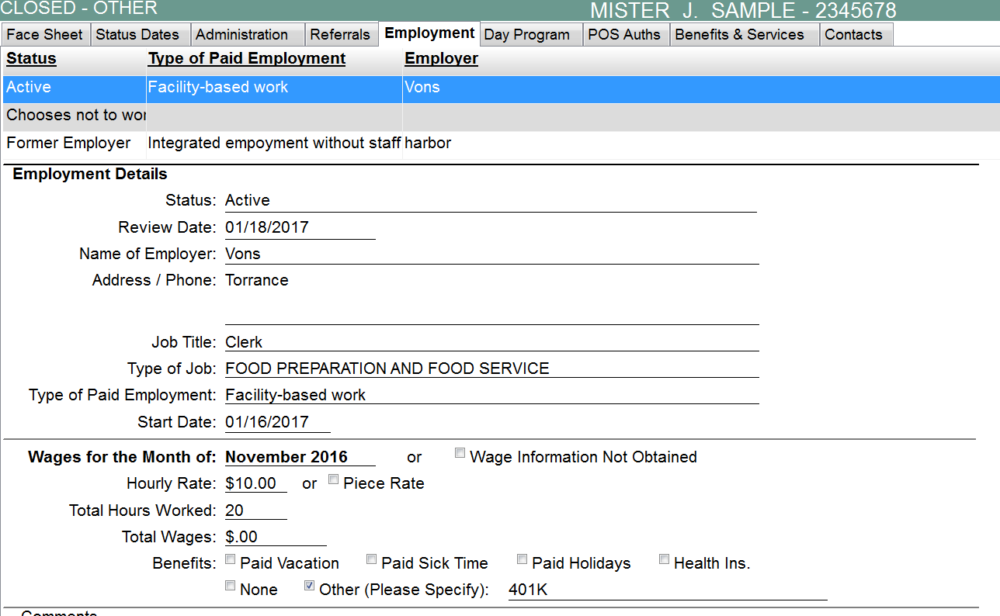 CLOSED - OTHER MISTER J. SAMPLE - 2345678
Face Sheet Status Dates Administration Referrals Employment Day Program POS Auths Benefits & Services Contacts
Status Type of Paid Employment Employer
Active Facility-based work Vons
Chooses not to wor
Former Employer Integrated empoyment without staff harbor
Employment Details
Status: Active
Review Date: 01/18/2017
Name of Employer: Vons
Address / Phone: Torrance
Job Title: Clerk
Type of Job: FOOD PREPARATION AND FOOD SERVICE
Type of Paid Employment: Facility-based work
Start Date: 01/16/2017
Wages for the Month of: November 2016 or Wage Information Not Obtained
Hourly Rate: $10.00 or Piece Rate
Total Hours Worked: 20
Total Wages: $.00
Benefits: Paid Vacation Paid Sick Time Paid Holidays Health Ins.
None Other (Please Specify): 401K
Comments